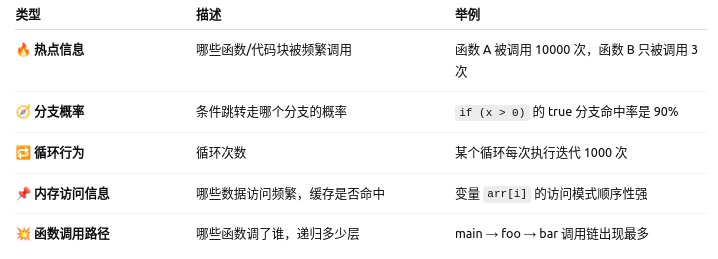 类型 描述 举例
🔥 热点信息 哪些函数/代码块被频繁调用 函数 A 被调用 10000 次，函数 B 只被调用 3
次
🧭 分支概率 条件跳转走哪个分支的概率 if (x > 0) 的 true 分支命中率是 90%
🔁 循环行为 循环次数 某个循环每次执行迭代 1000 次
📌 内存访问信息 哪些数据访问频繁，缓存是否命中 变量 arr[i] 的访问模式顺序性强
💥 函数调用路径 哪些函数调了谁，递归多少层 main → foo → bar 调用链出现最多